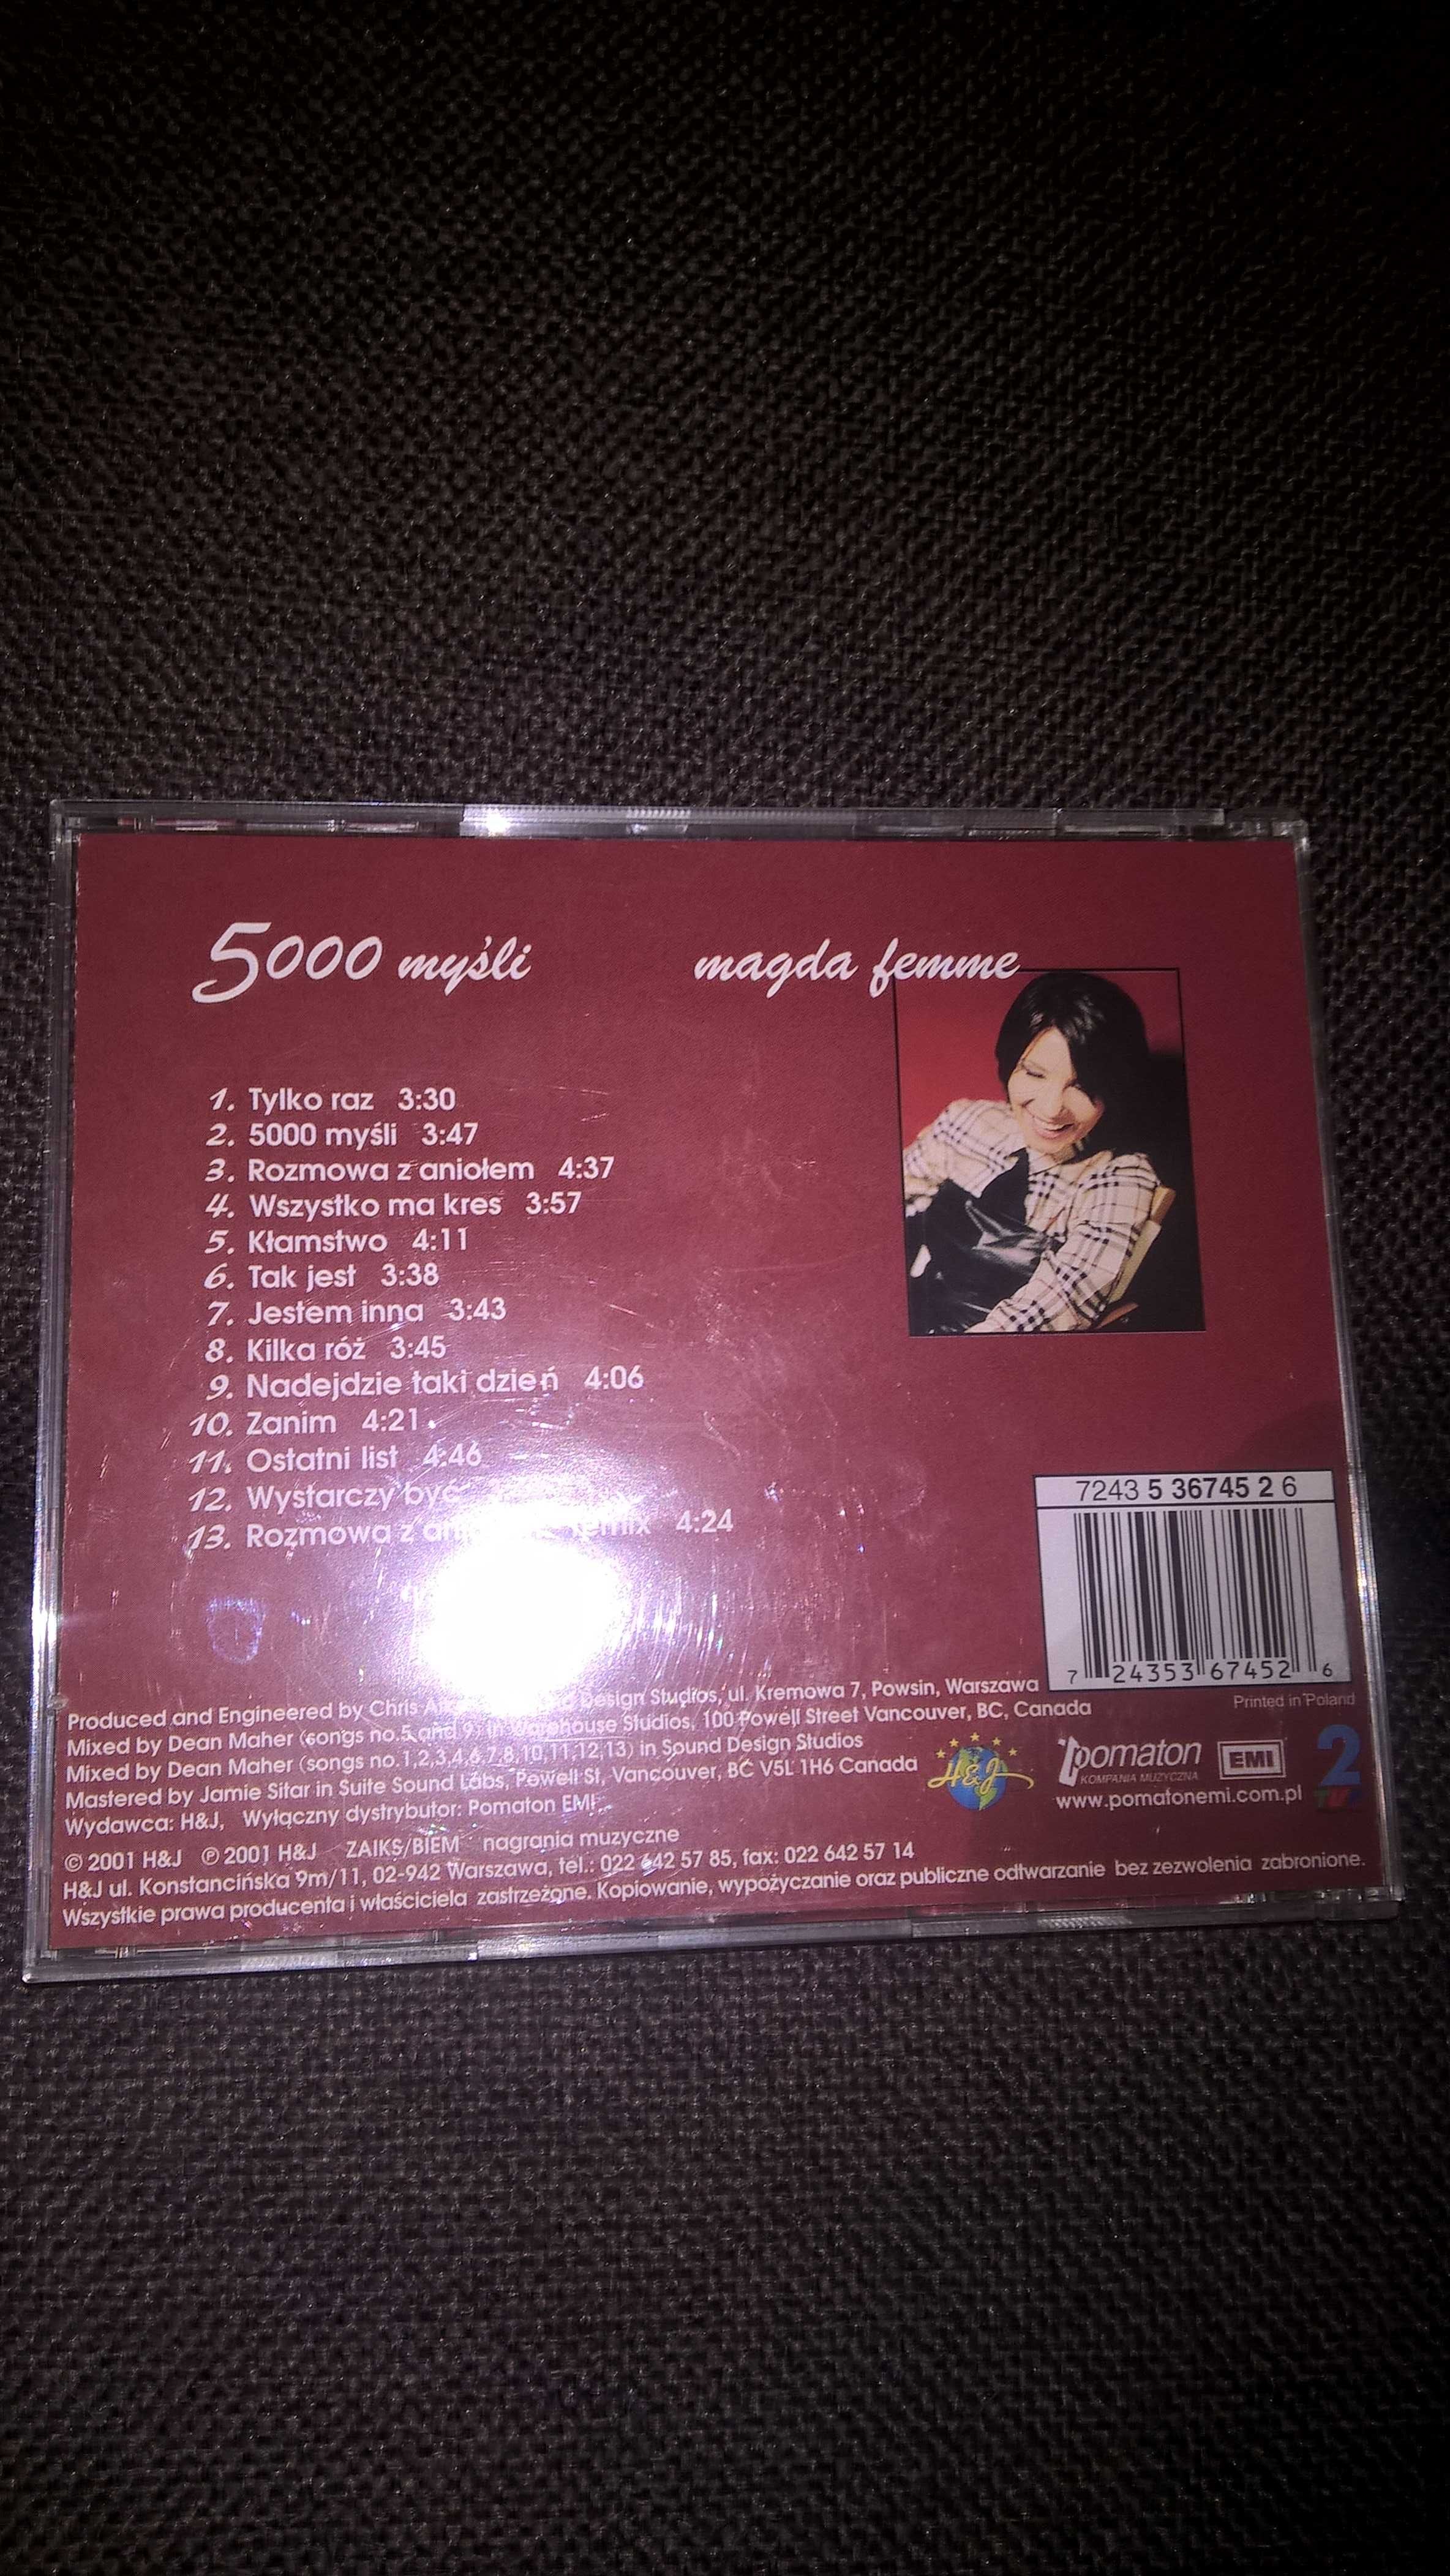 5000 myśli magda femme
1. Tylko raz 3:30
2. 5000 myśli 3:47
3. Rozmowa z aniołem 4:37
4. Wszystko ma kres 3:57
5. Kłamstwo 4:11
6. Tak jest 3:38
7. Jestem inna 3:43
8. Kilka róż 3:45
9. Nadejdzie taki dzień 4:06
10. Zanim 4:21
11. Ostatni list 4:46
12. Wystarczy być
13. Rozmowa z remix 4:24
7243 5 36745 2 6
7 24353 67452 6
Printed in Poland
Produced and Engineered by Chris Design Studios, ul. Kremowa 7, Powsin, Warszawa
Mixed by Dean Maher (songs no.5 and 9) in Warehouse Studios, 100 Powell Street Vancouver, BC, Canada
Mixed by Dean Maher (songs no.1,2,3,4,6,7,8,10,11,12,13) in Sound Design Studios
Mastered by Jamie Sitar in Suite Sound Labs, Powell St, Vancouver, BC V5L 1H6 Canada
Wydawca: H&J, Wyłączny dystrybutor: Pomaton EMI
© 2001 H&J ℗ 2001 H&J ZAIKS/BIEM nagrania muzyczne
H&J ul. Konstancińska 9m/11, 02-942 Warszawa, tel.: 022 642 57 85, fax: 022 642 57 14
Wszystkie prawa producenta i właściciela zastrzeżone. Kopiowanie, wypożyczanie oraz publiczne odtwarzanie bez zezwolenia zabronione.
H&J
pomaton EMI 2
KOMPANIA MUZYCZNA
www.pomatonemi.com.pl